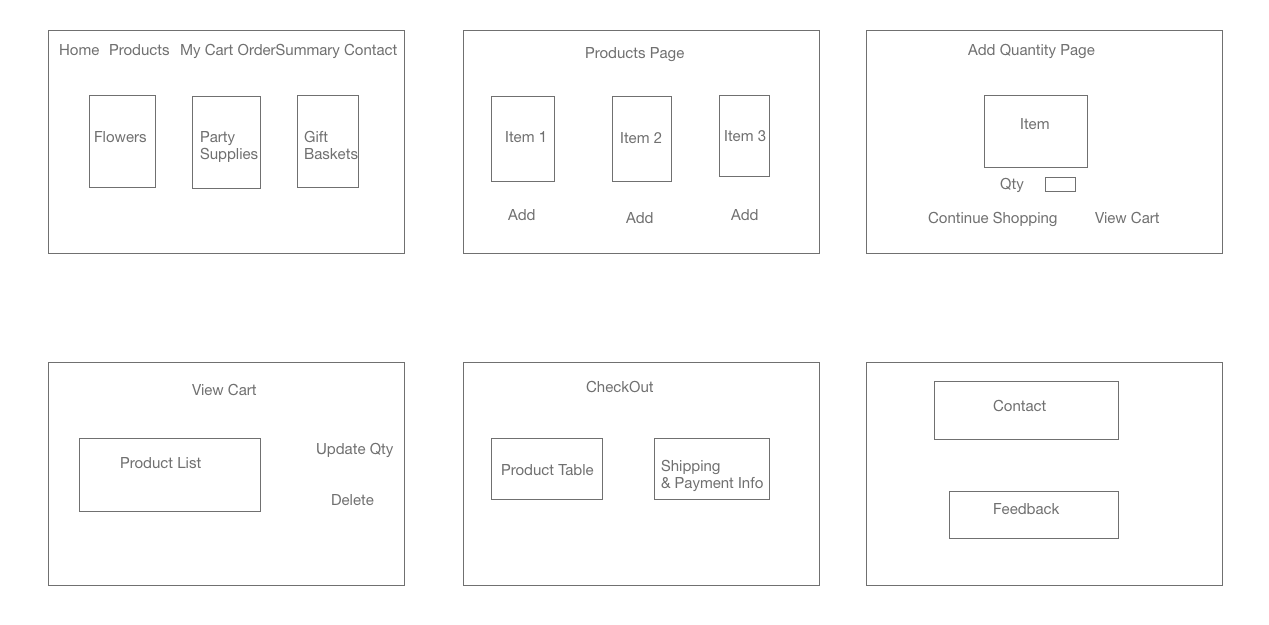 Home Products My Cart OrderSummary Contact
Flowers
Party
Supplies
Gift
Baskets
Products Page
Item 1
Item 2
Item 3
Add
Add
Add
Add Quantity Page
Item
Qty
Continue Shopping
View Cart
View Cart
Product List
Update Qty
Delete
CheckOut
Product Table
Shipping
& Payment Info
Contact
Feedback